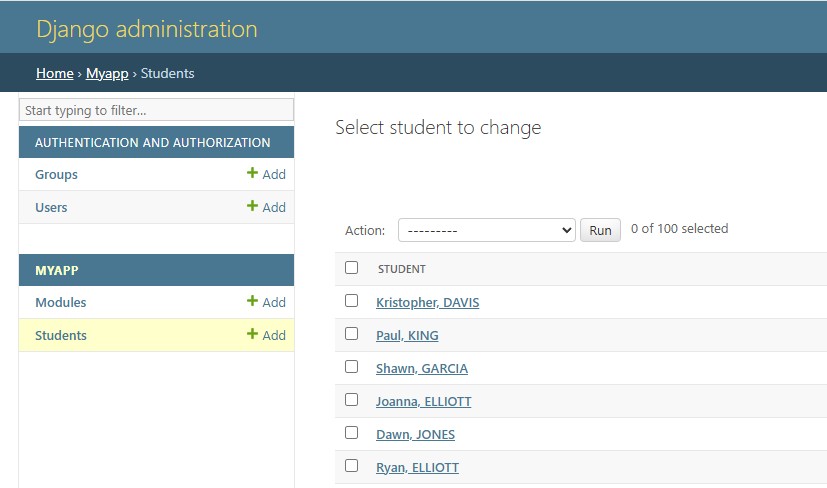 Django administration
Home › Myapp › Students
Start typing to filter...
AUTHENTICATION AND AUTHORIZATION
Groups + Add
Users + Add
MYAPP
Modules + Add
Students + Add
Select student to change
Action: --------- Run 0 of 100 selected
STUDENT
Kristopher, DAVIS
Paul, KING
Shawn, GARCIA
Joanna, ELLIOTT
Dawn, JONES
Ryan, ELLIOTT